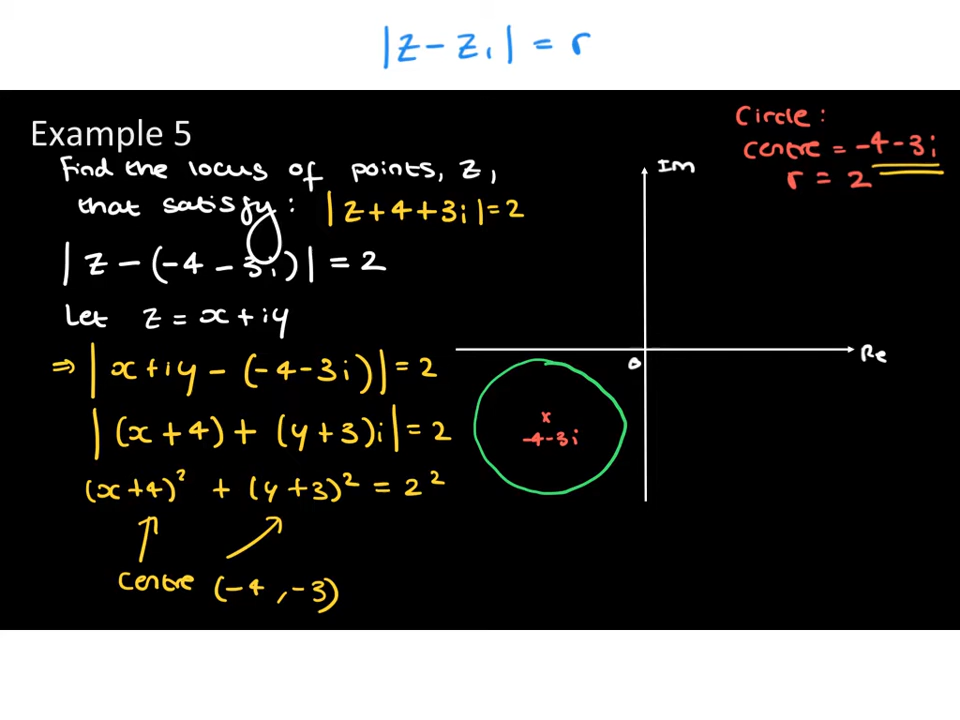 |z - z₁| = r
Example 5
Find the locus of points, z,
that satisfy: |z+4+3i|=2
|z - (-4 - 3i)| = 2
Let z = x+iy
⇒ |x+iy - (-4-3i)| = 2
|(x+4) + (y+3)i| = 2
(x+4)² + (y+3)² = 2²
Centre (-4, -3)
Circle:
centre = -4-3i
r = 2
Im
Re
0
x
-4-3i